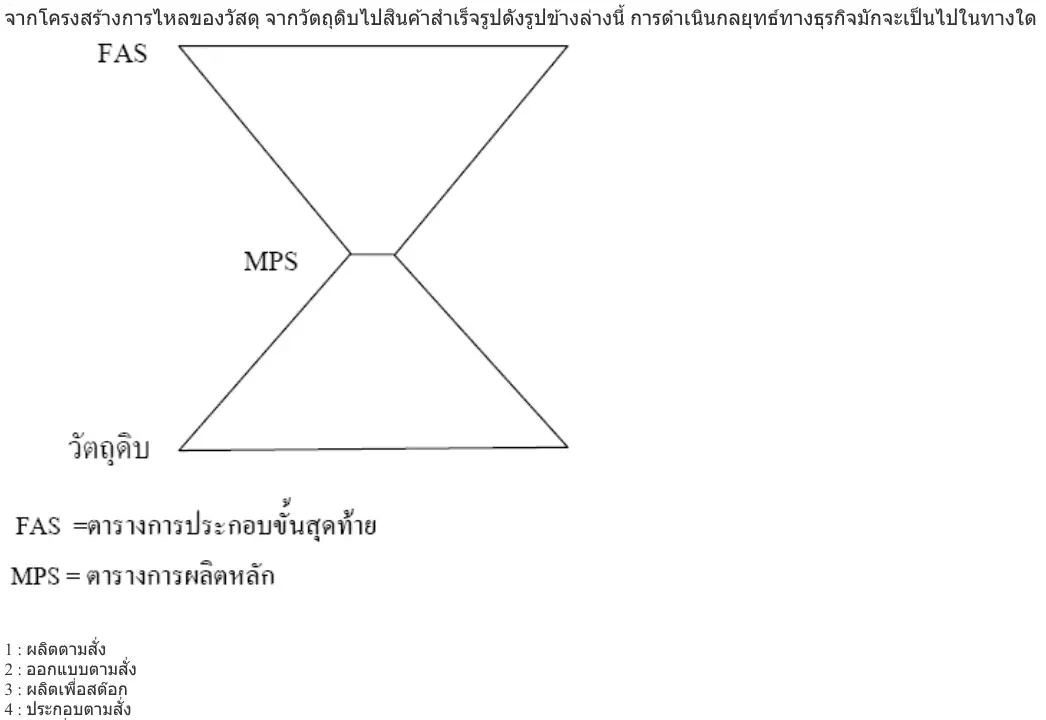 จากโครงสร้างการไหลของวัสดุ จากวัตถุดิบไปสินค้าสำเร็จรูปดังรูปข้างล่างนี้ การดำเนินกลยุทธ์ทางธุรกิจมักจะเป็นไปในทางใด
FAS
MPS
วัตถุดิบ
FAS =ตารางการประกอบขั้นสุดท้าย
MPS = ตารางการผลิตหลัก
1 : ผลิตตามสั่ง
2 : ออกแบบตามสั่ง
3 : ผลิตเพื่อสต๊อก
4 : ประกอบตามสั่ง